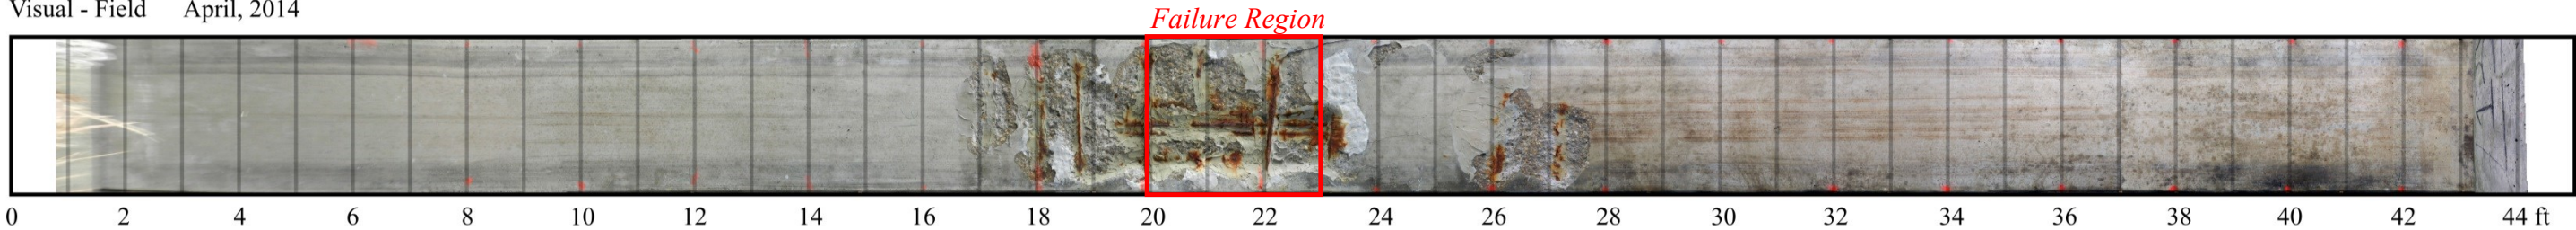 Visual - Field April, 2014
Failure Region
0 2 4 6 8 10 12 14 16 18 20 22 24 26 28 30 32 34 36 38 40 42 44 ft